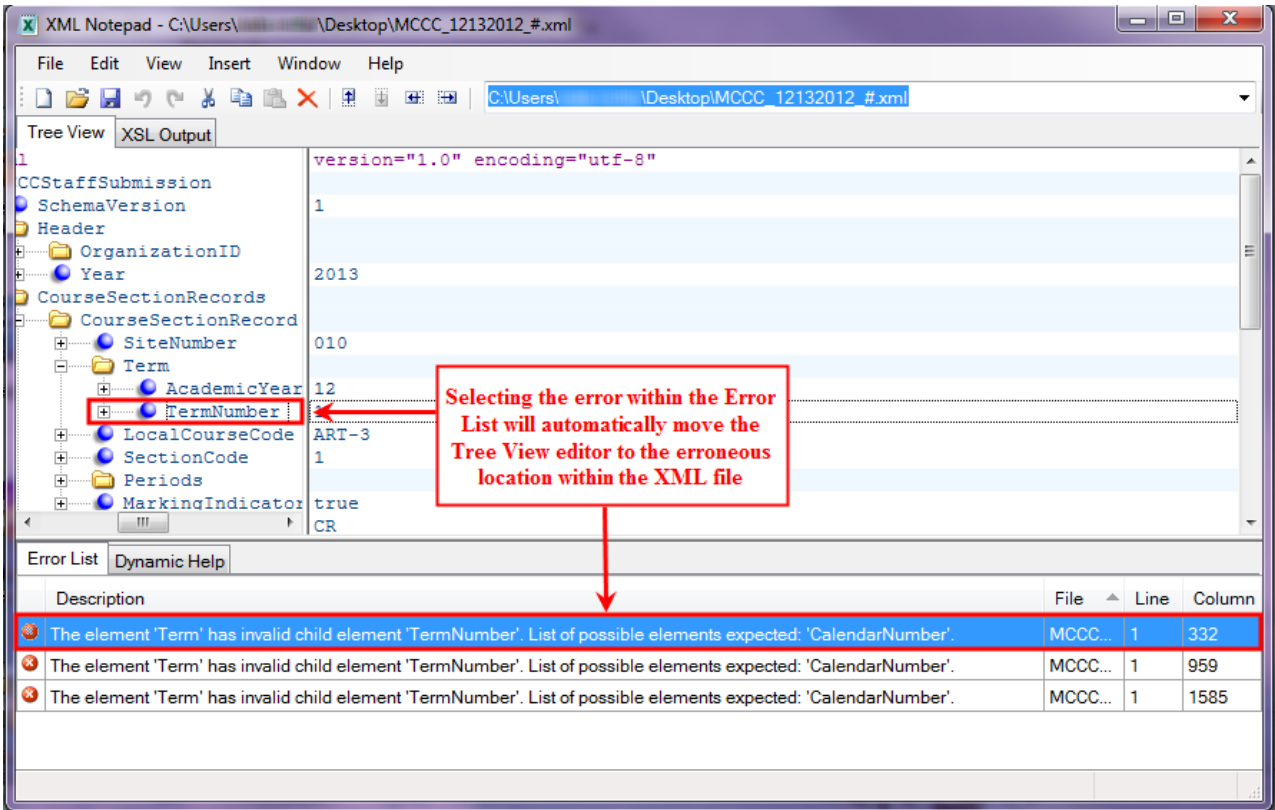 XML Notepad - C:\Users\ \Desktop\MCCC_12132012_#.xml
File Edit View Insert Window Help
C:\Users\ \Desktop\MCCC_12132012_#.xml
Tree View XSL Output
version="1.0" encoding="utf-8"
CCStaffSubmission
SchemaVersion 1
Header
OrganizationID
Year 2013
CourseSectionRecords
CourseSectionRecord
SiteNumber 010
Term
AcademicYear 12
TermNumber
LocalCourseCode ART-3
SectionCode 1
Periods
MarkingIndicator true
CR
Selecting the error within the Error
List will automatically move the
Tree View editor to the erroneous
location within the XML file
Error List Dynamic Help
Description File Line Column
The element 'Term' has invalid child element 'TermNumber'. List of possible elements expected: 'CalendarNumber'. MCCC... 1 332
The element 'Term' has invalid child element 'TermNumber'. List of possible elements expected: 'CalendarNumber'. MCCC... 1 959
The element 'Term' has invalid child element 'TermNumber'. List of possible elements expected: 'CalendarNumber'. MCCC... 1 1585